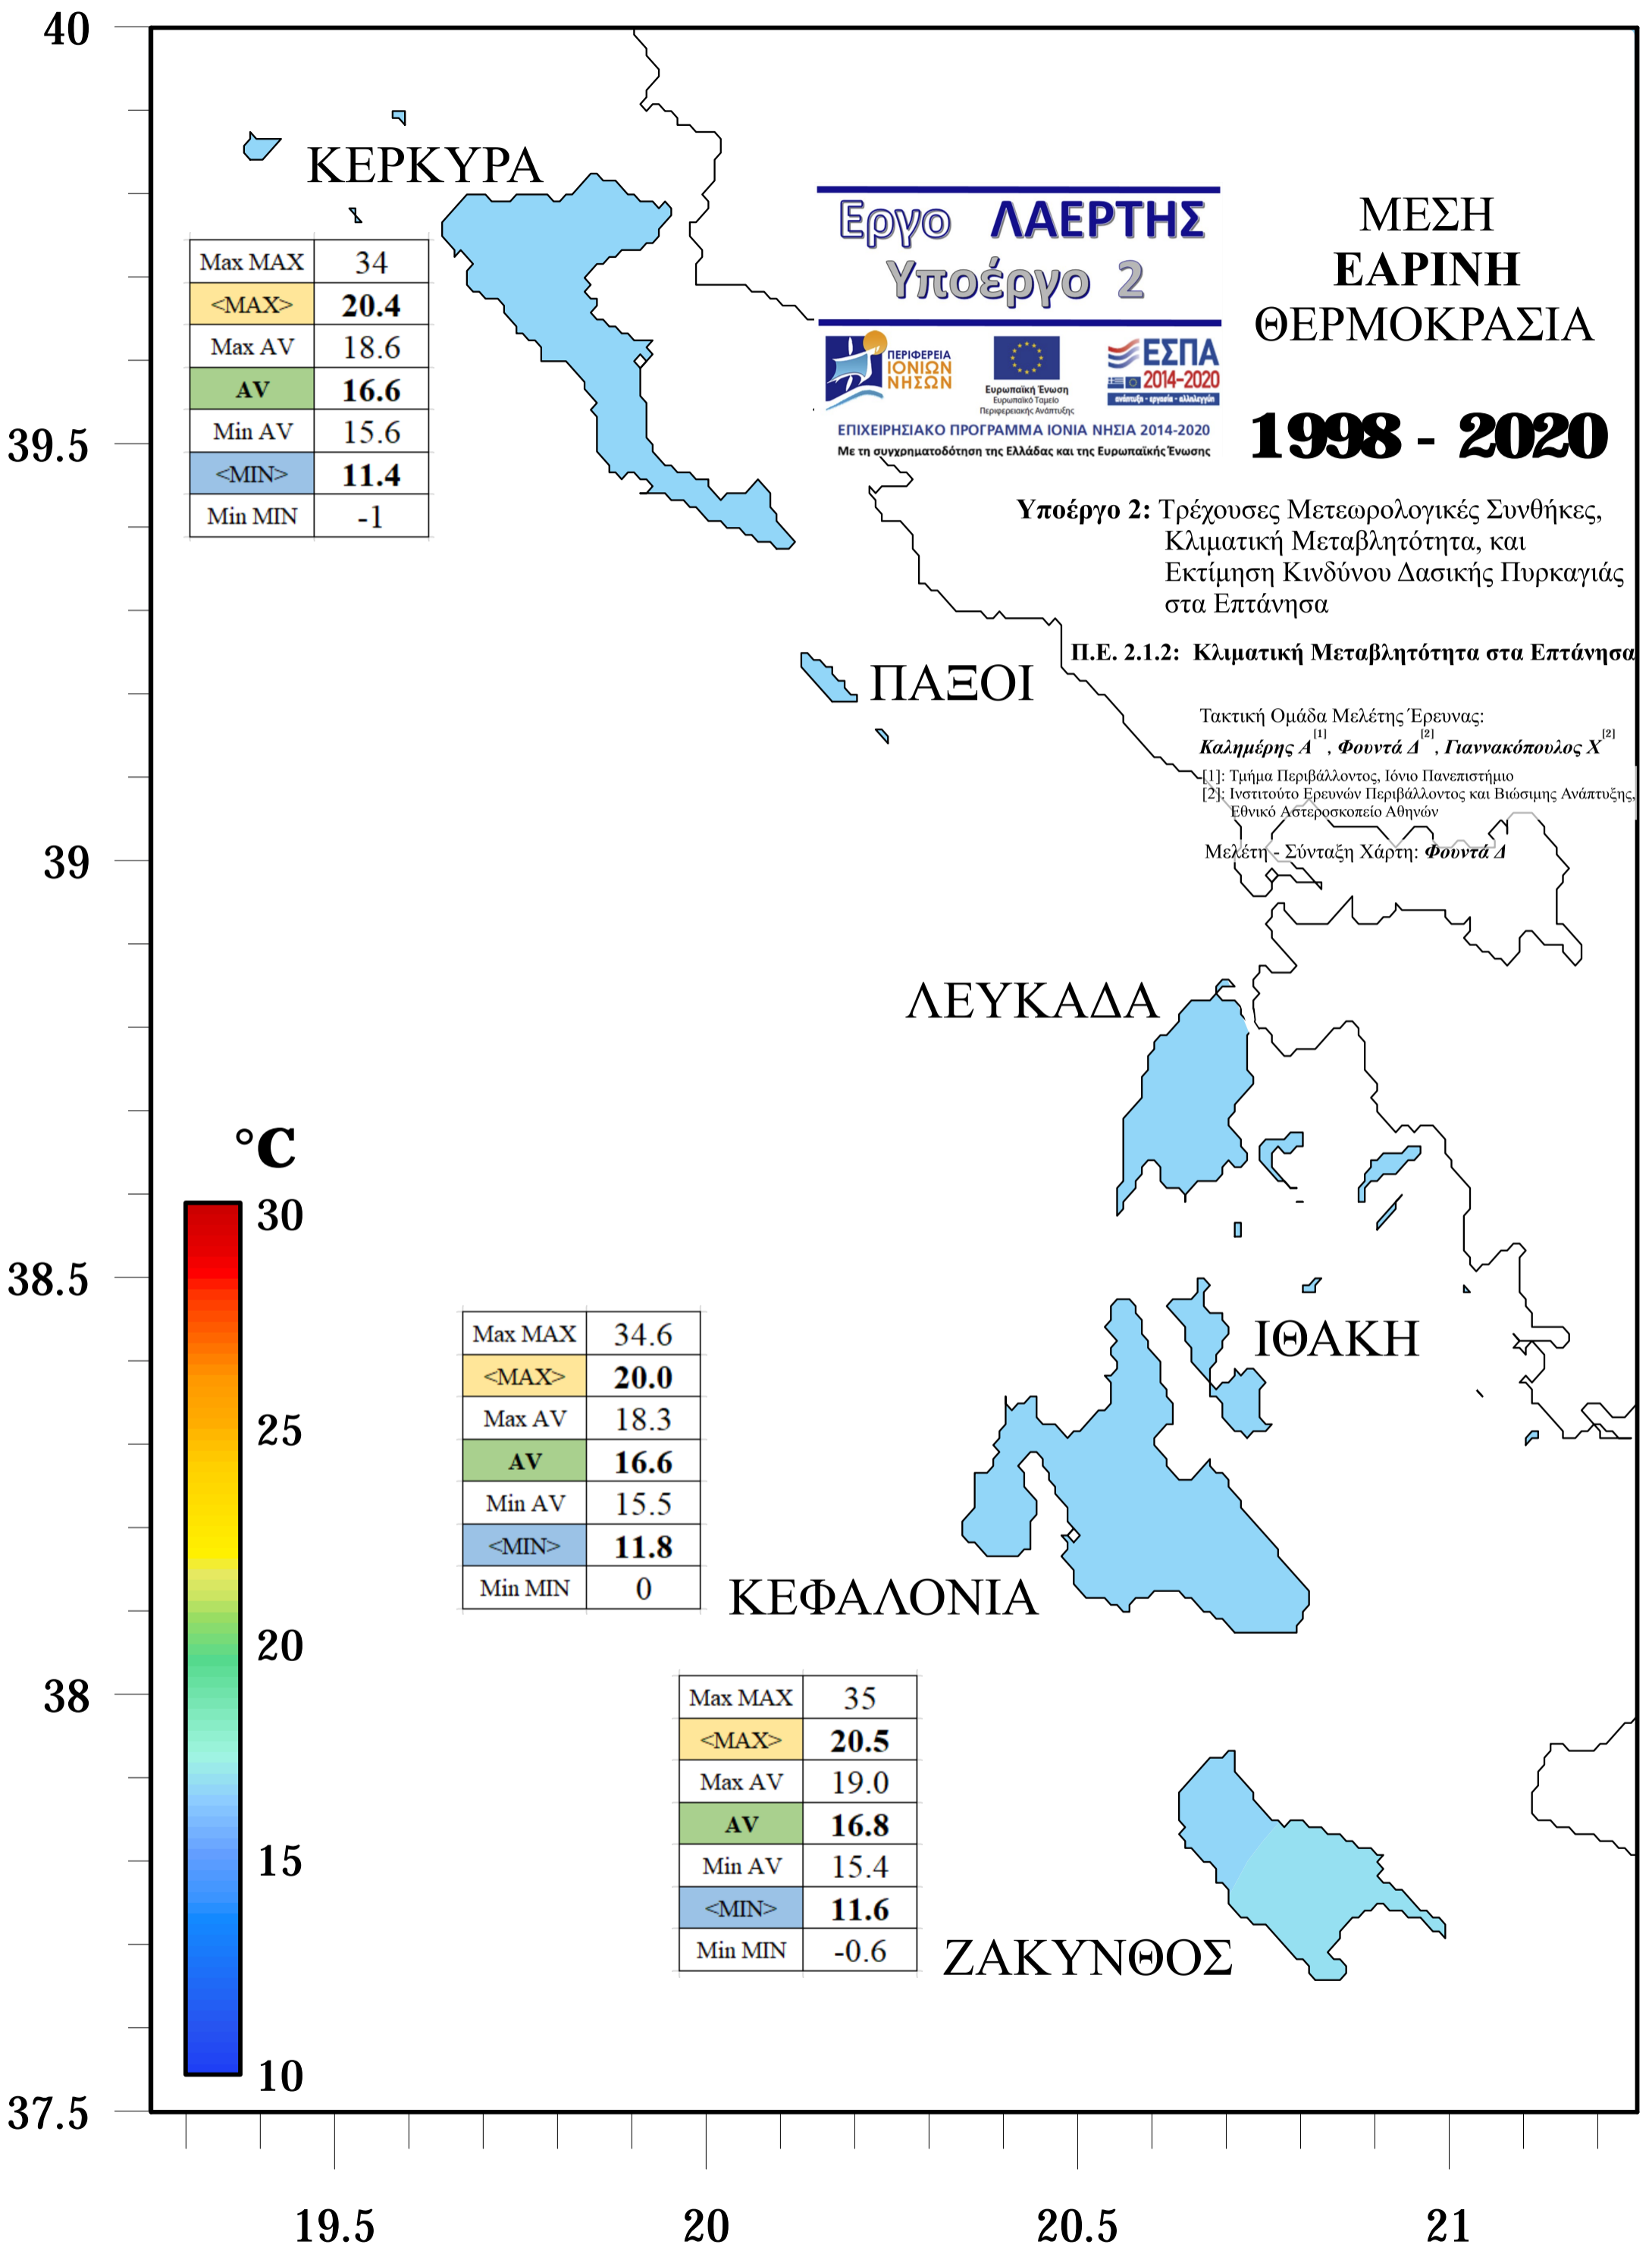 40
39.5
39
38.5
38
37.5
19.5
20
20.5
21
ΚΕΡΚΥΡΑ
Max MAX 34
<MAX> 20.4
Max AV 18.6
AV 16.6
Min AV 15.6
<MIN> 11.4
Min MIN -1
Εργο ΛΑΕΡΤΗΣ
Υποέργο 2
ΠΕΡΙΦΕΡΕΙΑ
ΙΟΝΙΩΝ
ΝΗΣΩΝ
Ευρωπαϊκή Ένωση
Ευρωπαϊκό Ταμείο
Περιφερειακής Ανάπτυξης
ΕΣΠΑ
2014-2020
ανάπτυξη - εργασία - αλληλεγγύη
ΕΠΙΧΕΙΡΗΣΙΑΚΟ ΠΡΟΓΡΑΜΜΑ ΙΟΝΙΑ ΝΗΣΙΑ 2014-2020
Με τη συγχρηματοδότηση της Ελλάδας και της Ευρωπαϊκής Ένωσης
ΜΕΣΗ
ΕΑΡΙΝΗ
ΘΕΡΜΟΚΡΑΣΙΑ
1998 - 2020
Υποέργο 2: Τρέχουσες Μετεωρολογικές Συνθήκες,
Κλιματική Μεταβλητότητα, και
Εκτίμηση Κινδύνου Δασικής Πυρκαγιάς
στα Επτάνησα
Π.Ε. 2.1.2: Κλιματική Μεταβλητότητα στα Επτάνησα
Τακτική Ομάδα Μελέτης Έρευνας:
Καλημέρης Α[1], Φουντά Δ[2], Γιαννακόπουλος Χ[2]
[1]: Τμήμα Περιβάλλοντος, Ιόνιο Πανεπιστήμιο
[2]: Ινστιτούτο Ερευνών Περιβάλλοντος και Βιώσιμης Ανάπτυξης,
Εθνικό Αστεροσκοπείο Αθηνών
Μελέτη - Σύνταξη Χάρτη: Φουντά Δ
ΠΑΞΟΙ
ΛΕΥΚΑΔΑ
ΙΘΑΚΗ
°C
30
25
20
15
10
Max MAX 34.6
<MAX> 20.0
Max AV 18.3
AV 16.6
Min AV 15.5
<MIN> 11.8
Min MIN 0
ΚΕΦΑΛΟΝΙΑ
Max MAX 35
<MAX> 20.5
Max AV 19.0
AV 16.8
Min AV 15.4
<MIN> 11.6
Min MIN -0.6
ΖΑΚΥΝΘΟΣ